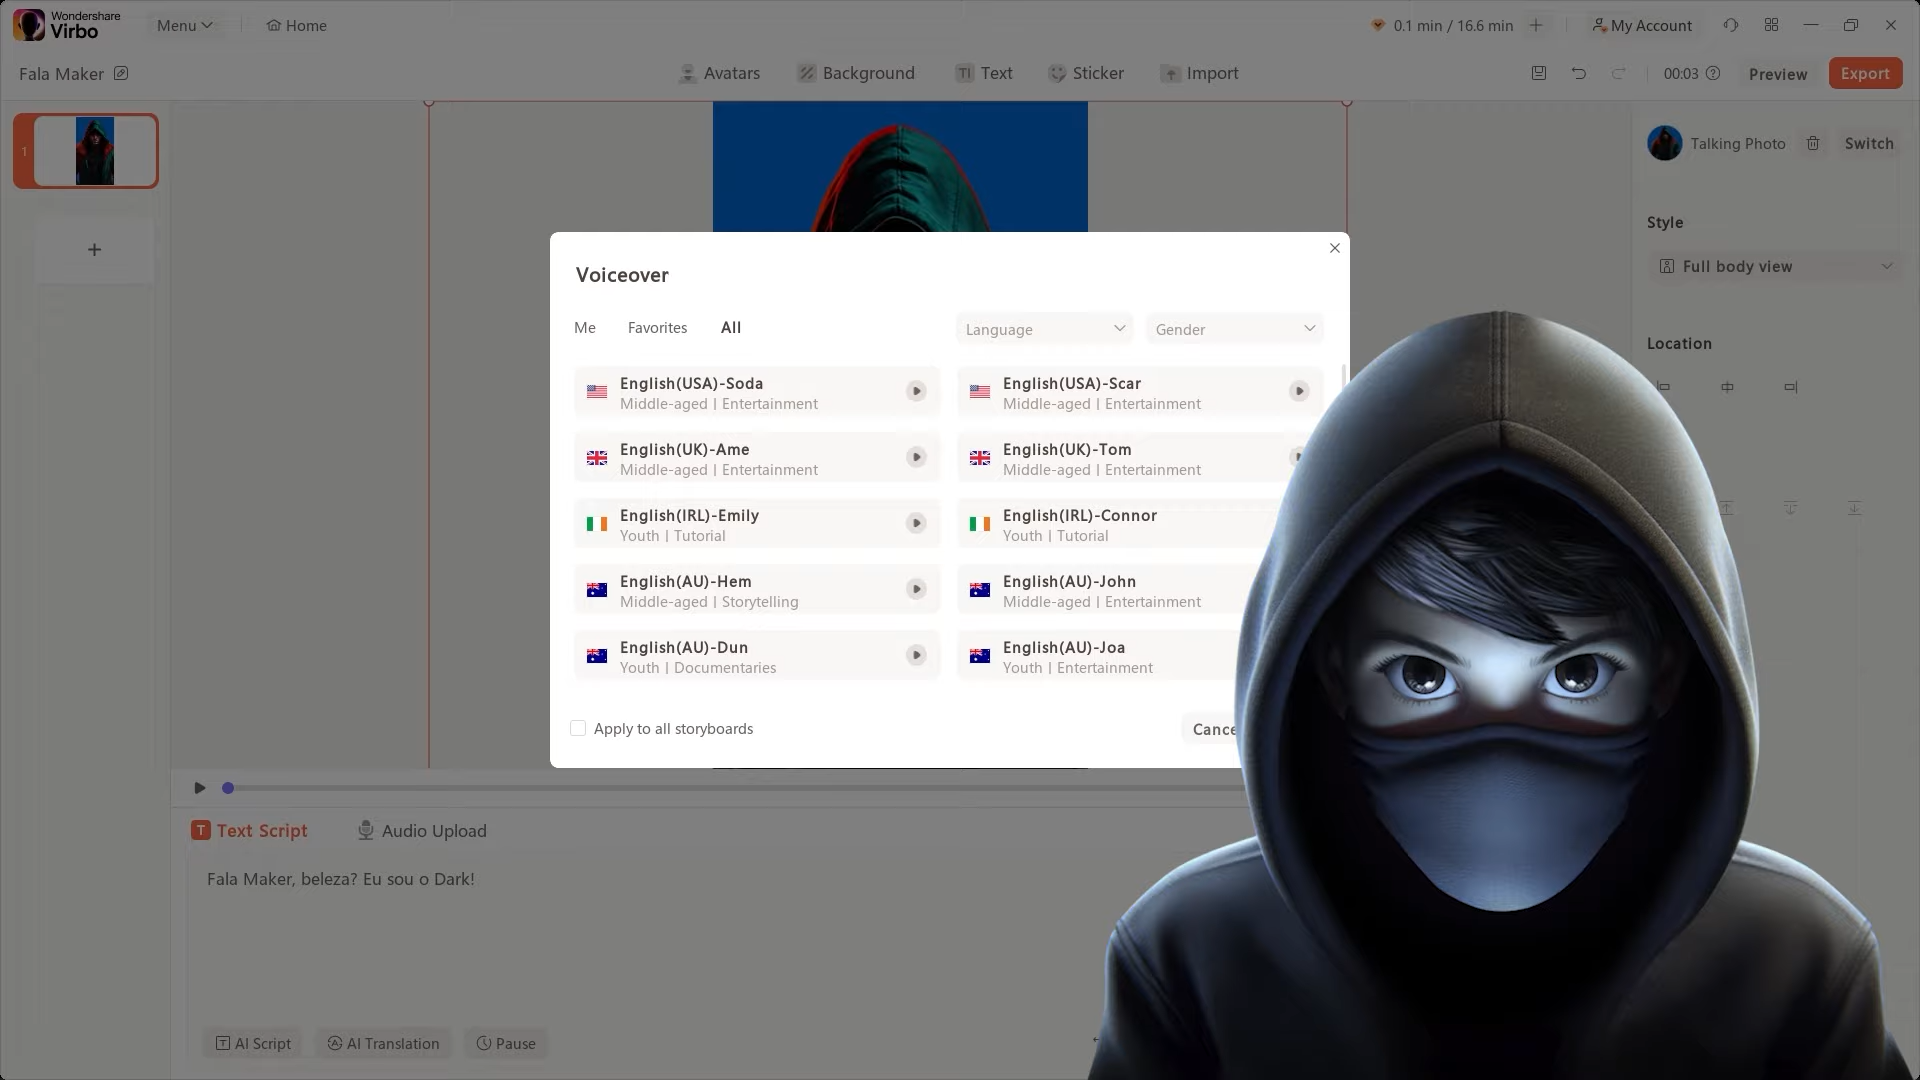 Wondershare
Virbo
Menu
Home
0.1 min / 16.6 min
My Account
Fala Maker
Avatars
Background
Text
Sticker
Import
00:03
Preview
Export
1
Talking Photo
Switch
Style
Full body view
Location
Voiceover
Me
Favorites
All
Language
Gender
English(USA)-Soda
Middle-aged | Entertainment
English(USA)-Scar
Middle-aged | Entertainment
English(UK)-Ame
Middle-aged | Entertainment
English(UK)-Tom
Middle-aged | Entertainment
English(IRL)-Emily
Youth | Tutorial
English(IRL)-Connor
Youth | Tutorial
English(AU)-Hem
Middle-aged | Storytelling
English(AU)-John
Middle-aged | Entertainment
English(AU)-Dun
Youth | Documentaries
English(AU)-Joa
Youth | Entertainment
Apply to all storyboards
Cance
Text Script
Audio Upload
Fala Maker, beleza? Eu sou o Dark!
AI Script
AI Translation
Pause